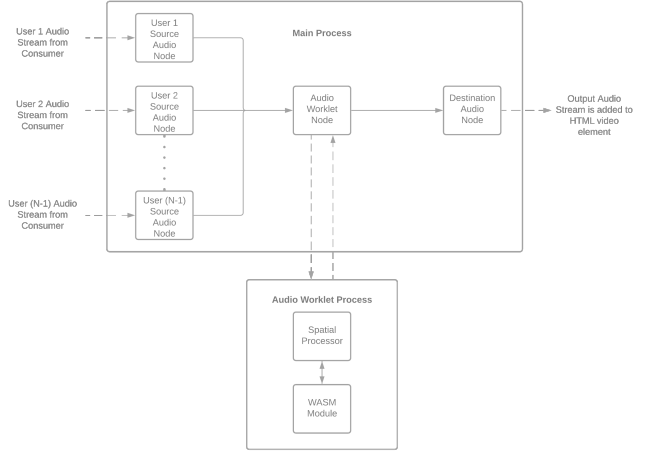 User 1 Audio
Stream from
Consumer
User 1
Source
Audio
Node
Main Process
User 2 Audio
Stream from
Consumer
User 2
Source
Audio
Node
Audio
Worklet
Node
Destination
Audio
Node
Output Audio
Stream is added to
HTML video
element
User (N-1) Audio
Stream from
Consumer
User (N-1)
Source
Audio
Node
Audio Worklet Process
Spatial
Processor
WASM
Module